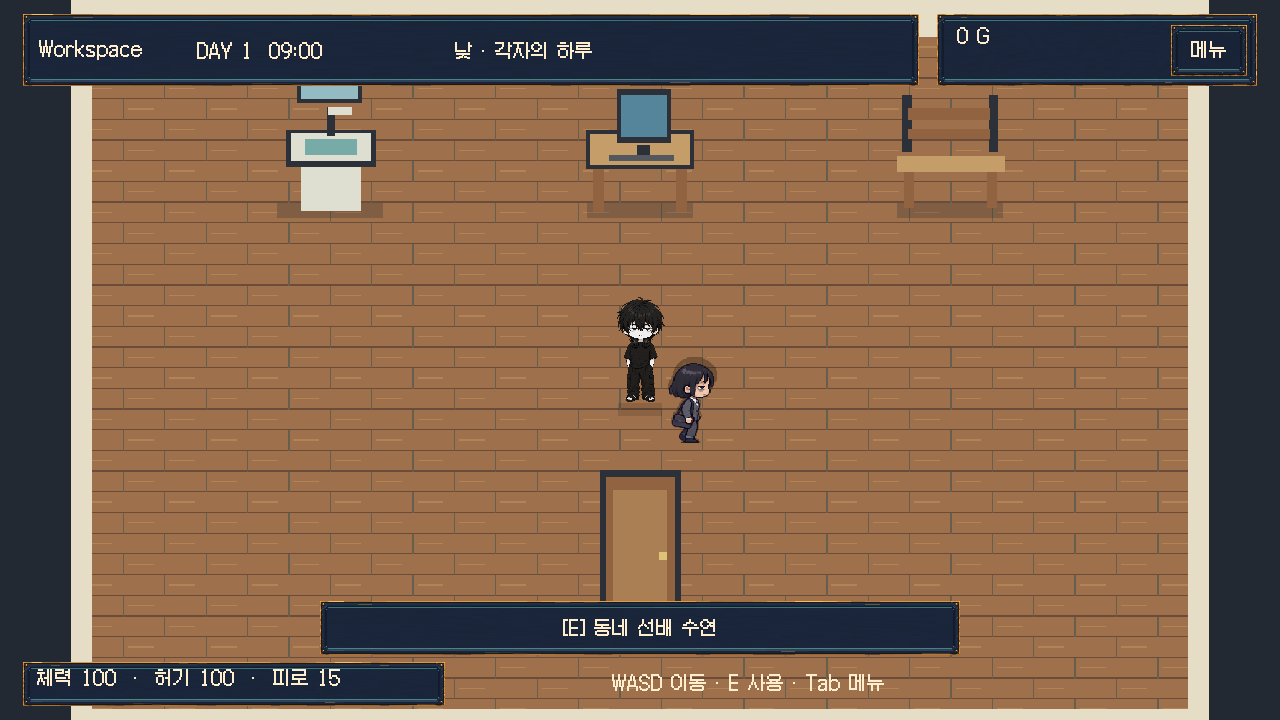 Workspace DAY 1 09:00 낮 · 각자의 하루
0 G
메뉴
[E] 동네 선배 수연
체력 100 · 허기 100 · 피로 15
WASD 이동 · E 사용 · Tab 메뉴